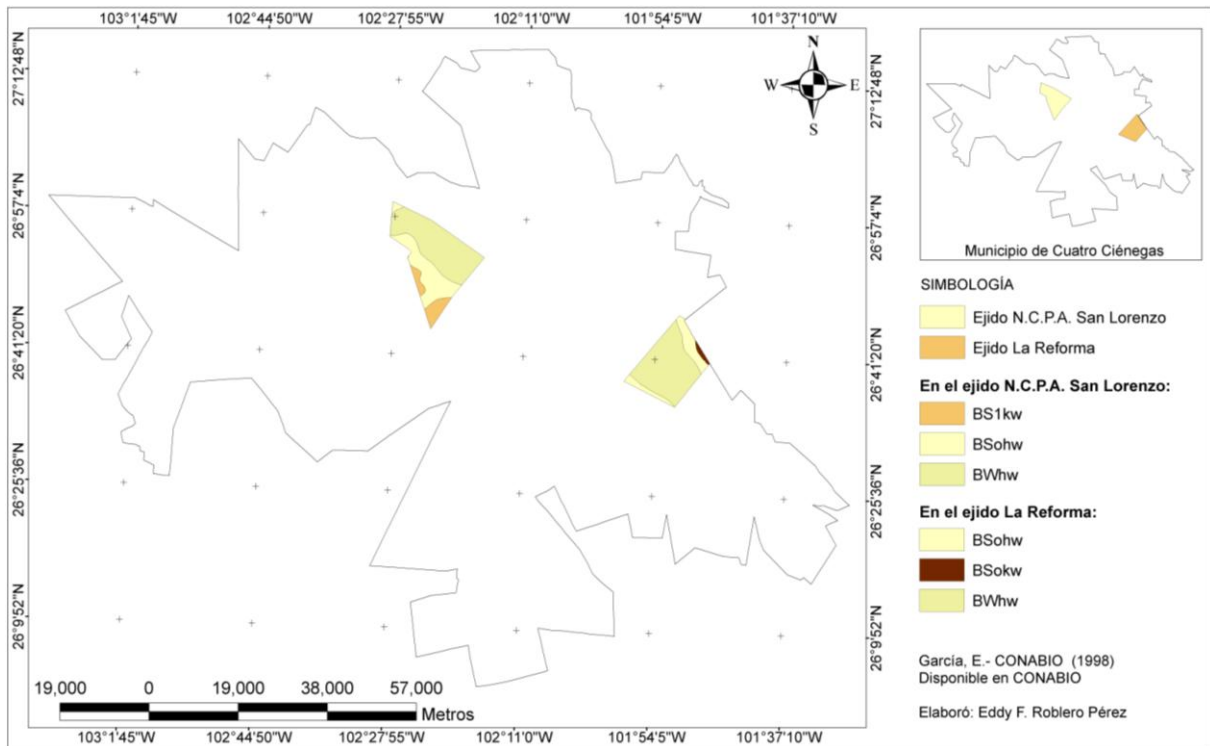 103°1'45"W 102°44'50"W 102°27'55"W 102°11'0"W 101°54'5"W 101°37'10"W
27°12'48"N
26°57'4"N
26°41'20"N
26°25'36"N
26°9'52"N
N
W E
S
27°12'48"N
26°57'4"N
26°41'20"N
26°25'36"N
26°9'52"N
19,000 0 19,000 38,000 57,000
Metros
103°1'45"W 102°44'50"W 102°27'55"W 102°11'0"W 101°54'5"W 101°37'10"W
Municipio de Cuatro Ciénegas
SIMBOLOGÍA
Ejido N.C.P.A. San Lorenzo
Ejido La Reforma
En el ejido N.C.P.A. San Lorenzo:
BS1kw
BSohw
BWhw
En el ejido La Reforma:
BSohw
BSokw
BWhw
García, E.- CONABIO (1998)
Disponible en CONABIO
Elaboró: Eddy F. Roblero Pérez